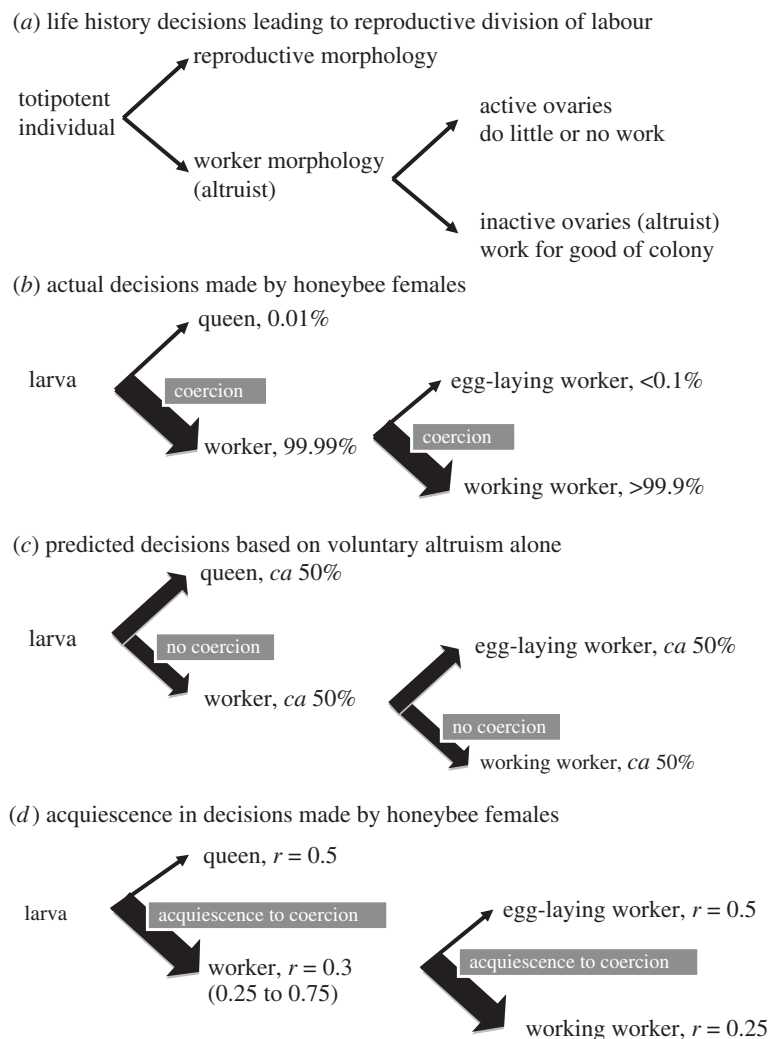 (a) life history decisions leading to reproductive division of labour
reproductive morphology
totipotent
individual
worker morphology
(altruist)
active ovaries
do little or no work
inactive ovaries (altruist)
work for good of colony
(b) actual decisions made by honeybee females
queen, 0.01%
larva
coercion
worker, 99.99%
egg-laying worker, <0.1%
coercion
working worker, >99.9%
(c) predicted decisions based on voluntary altruism alone
queen, ca 50%
larva
no coercion
worker, ca 50%
egg-laying worker, ca 50%
no coercion
working worker, ca 50%
(d) acquiescence in decisions made by honeybee females
queen, r = 0.5
larva
acquiescence to coercion
worker, r = 0.3
(0.25 to 0.75)
egg-laying worker, r = 0.5
acquiescence to coercion
working worker, r = 0.25